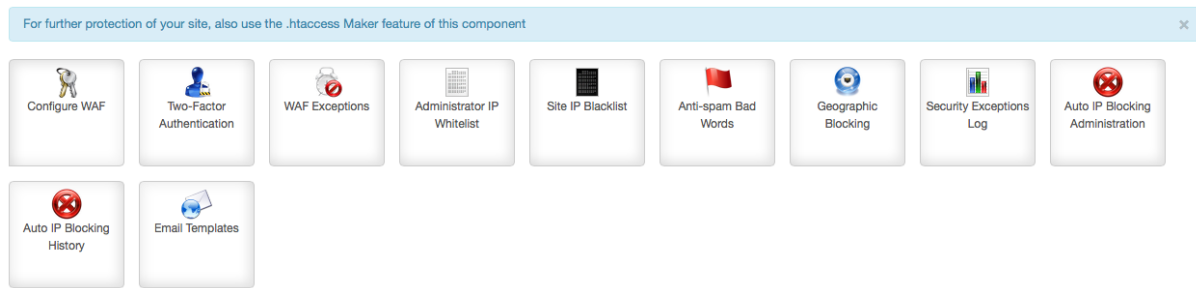 For further protection of your site, also use the .htaccess Maker feature of this component
×
Configure WAF
Two-Factor
Authentication
WAF Exceptions
Administrator IP
Whitelist
Site IP Blacklist
Anti-spam Bad
Words
Geographic
Blocking
Security Exceptions
Log
Auto IP Blocking
Administration
Auto IP Blocking
History
Email Templates